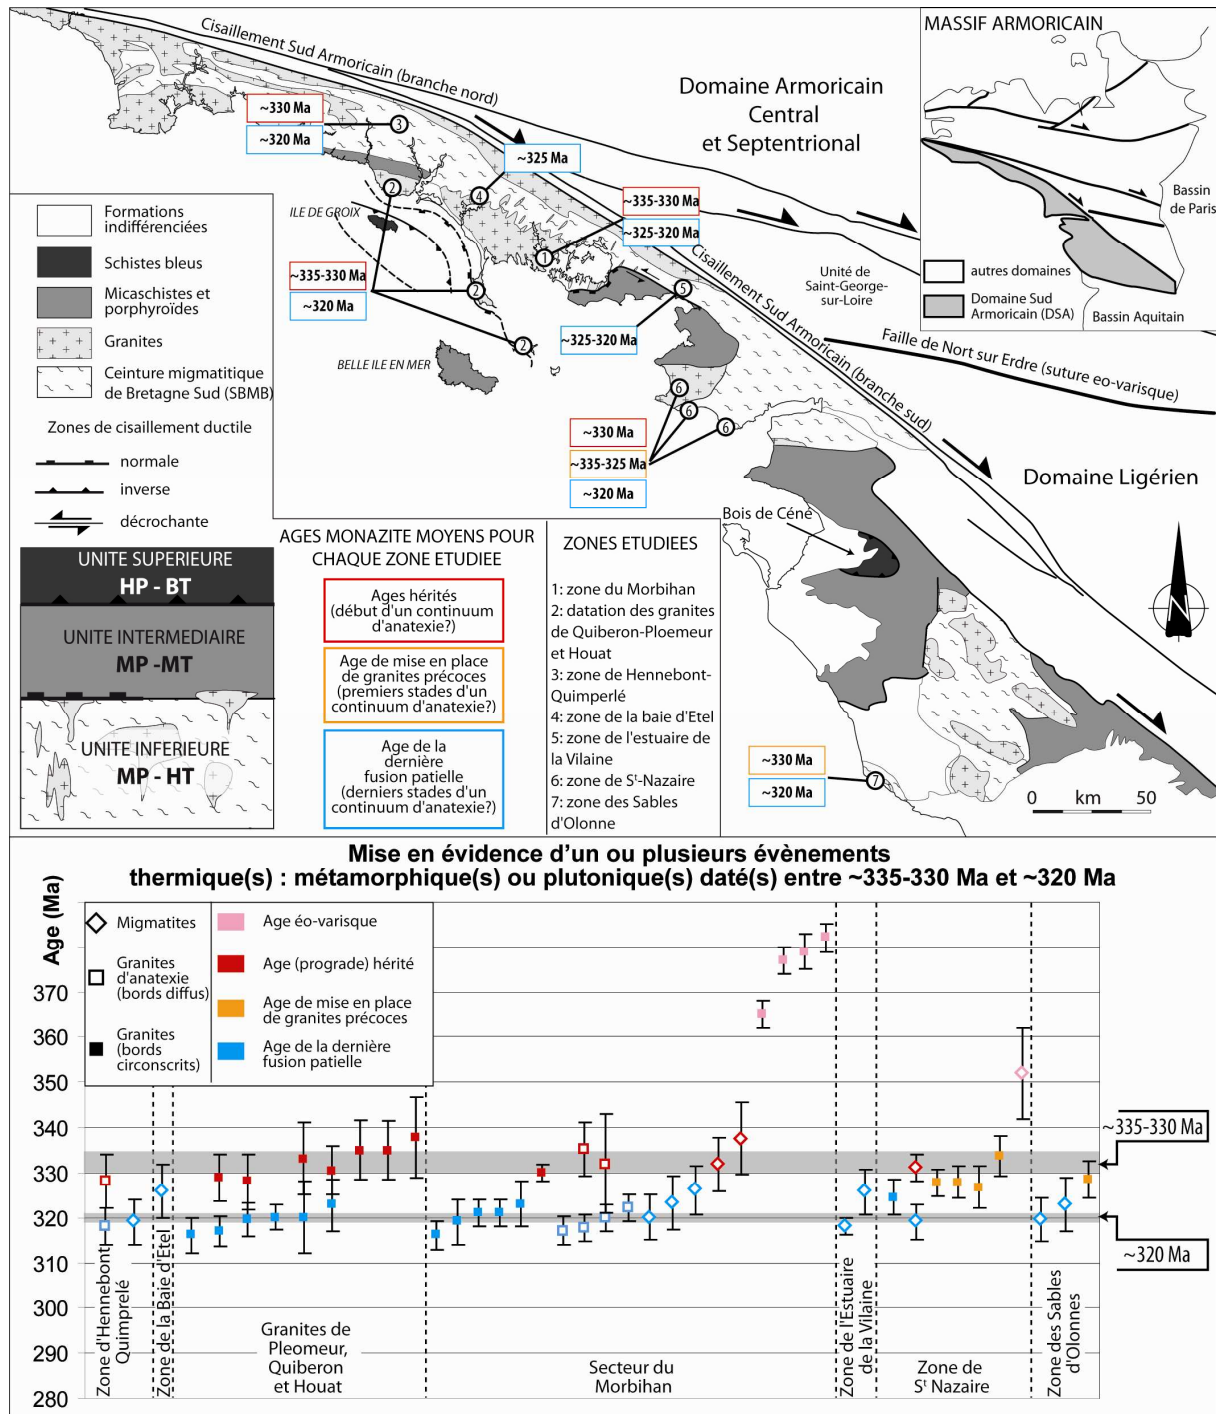 Cisaillement Sud Armoricain (branche nord)
Domaine Armoricain
Central
et Septentrional
MASSIF ARMORICAIN
Bassin
de Paris
autres domaines
Domaine Sud
Armoricain (DSA)
Bassin Aquitain
~330 Ma
~320 Ma
3
~325 Ma
4
2
ILE DE GROIX
~335-330 Ma
~325-320 Ma
1
~335-330 Ma
~320 Ma
2
2
BELLE ILE EN MER
5
~325-320 Ma
Cisaillement Sud Armoricain (branche sud)
Unité de
Saint-George-
sur-Loire
Faille de Nort sur Erdre (suture eo-varisque)
6
6
6
~330 Ma
~335-325 Ma
~320 Ma
Domaine Ligérien
Bois de Céné
N
~330 Ma
~320 Ma
7
0 km 50
Formations
indifférenciées
Schistes bleus
Micaschistes et
porphyroïdes
Granites
Ceinture migmatitique
de Bretagne Sud (SBMB)
Zones de cisaillement ductile
normale
inverse
décrochante
UNITE SUPERIEURE
HP - BT
UNITE INTERMEDIAIRE
MP -MT
UNITE INFERIEURE
MP - HT
AGES MONAZITE MOYENS POUR
CHAQUE ZONE ETUDIEE
Ages hérités
(début d'un continuum
d'anatexie?)
Age de mise en place
de granites précoces
(premiers stades d'un
continuum d'anatexie?)
Age de la
dernière
fusion patielle
(derniers stades d'un
continuum d'anatexie?)
ZONES ETUDIEES
1: zone du Morbihan
2: datation des granites
de Quiberon-Ploemeur
et Houat
3: zone de Hennebont-
Quimperlé
4: zone de la baie d'Etel
5: zone de l'estuaire de
la Vilaine
6: zone de St-Nazaire
7: zone des Sables
d'Olonne
Mise en évidence d'un ou plusieurs évènements
thermique(s) : métamorphique(s) ou plutonique(s) daté(s) entre ~335-330 Ma et ~320 Ma
Age (Ma)
370
360
350
340
330
320
310
300
290
280
Migmatites
Granites
d'anatexie
(bords diffus)
Granites
(bords
circonscrits)
Age éo-varisque
Age (prograde) hérité
Age de mise en place
de granites précoces
Age de la dernière
fusion patielle
~335-330 Ma
~320 Ma
Zone d'Hennebont
Quimprelé
Zone de la Baie d'Etel
Granites de
Pleomeur,
Quiberon
et Houat
Secteur du
Morbihan
Zone de l'Estuaire
de la Vilaine
Zone de
St Nazaire
Zone des Sables
d'Olonnes